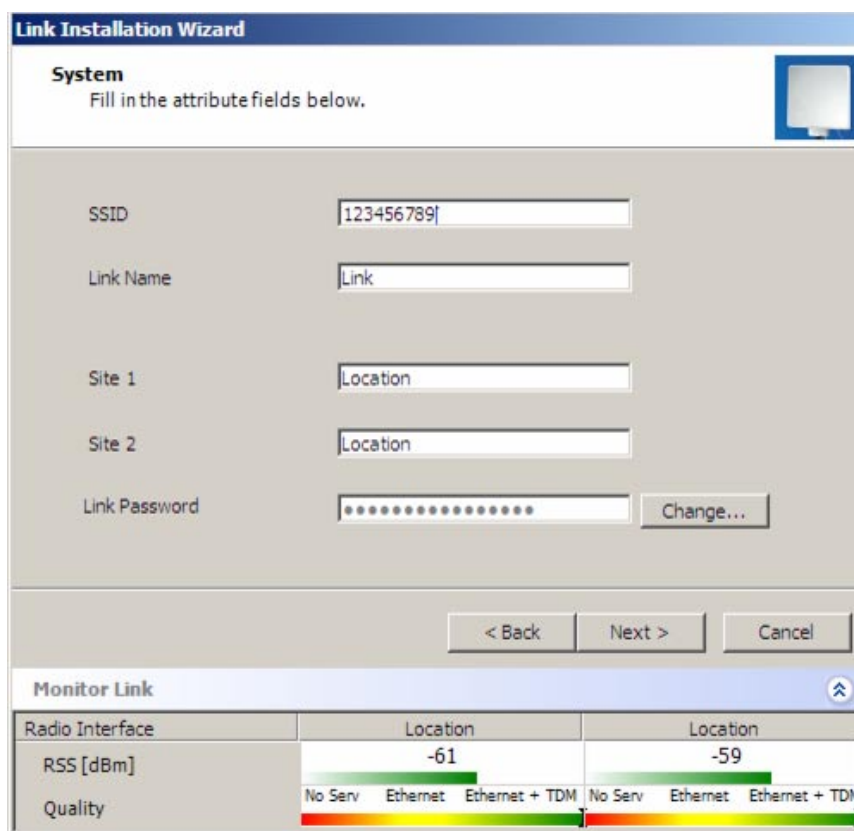 Link Installation Wizard
System
Fill in the attribute fields below.
SSID 123456789
Link Name Link
Site 1 Location
Site 2 Location
Link Password ●●●●●●●●●●●●●●●● Change...
< Back Next > Cancel
Monitor Link
Radio Interface Location Location
RSS [dBm] -61 -59
Quality No Serv Ethernet Ethernet + TDM No Serv Ethernet Ethernet + TDM